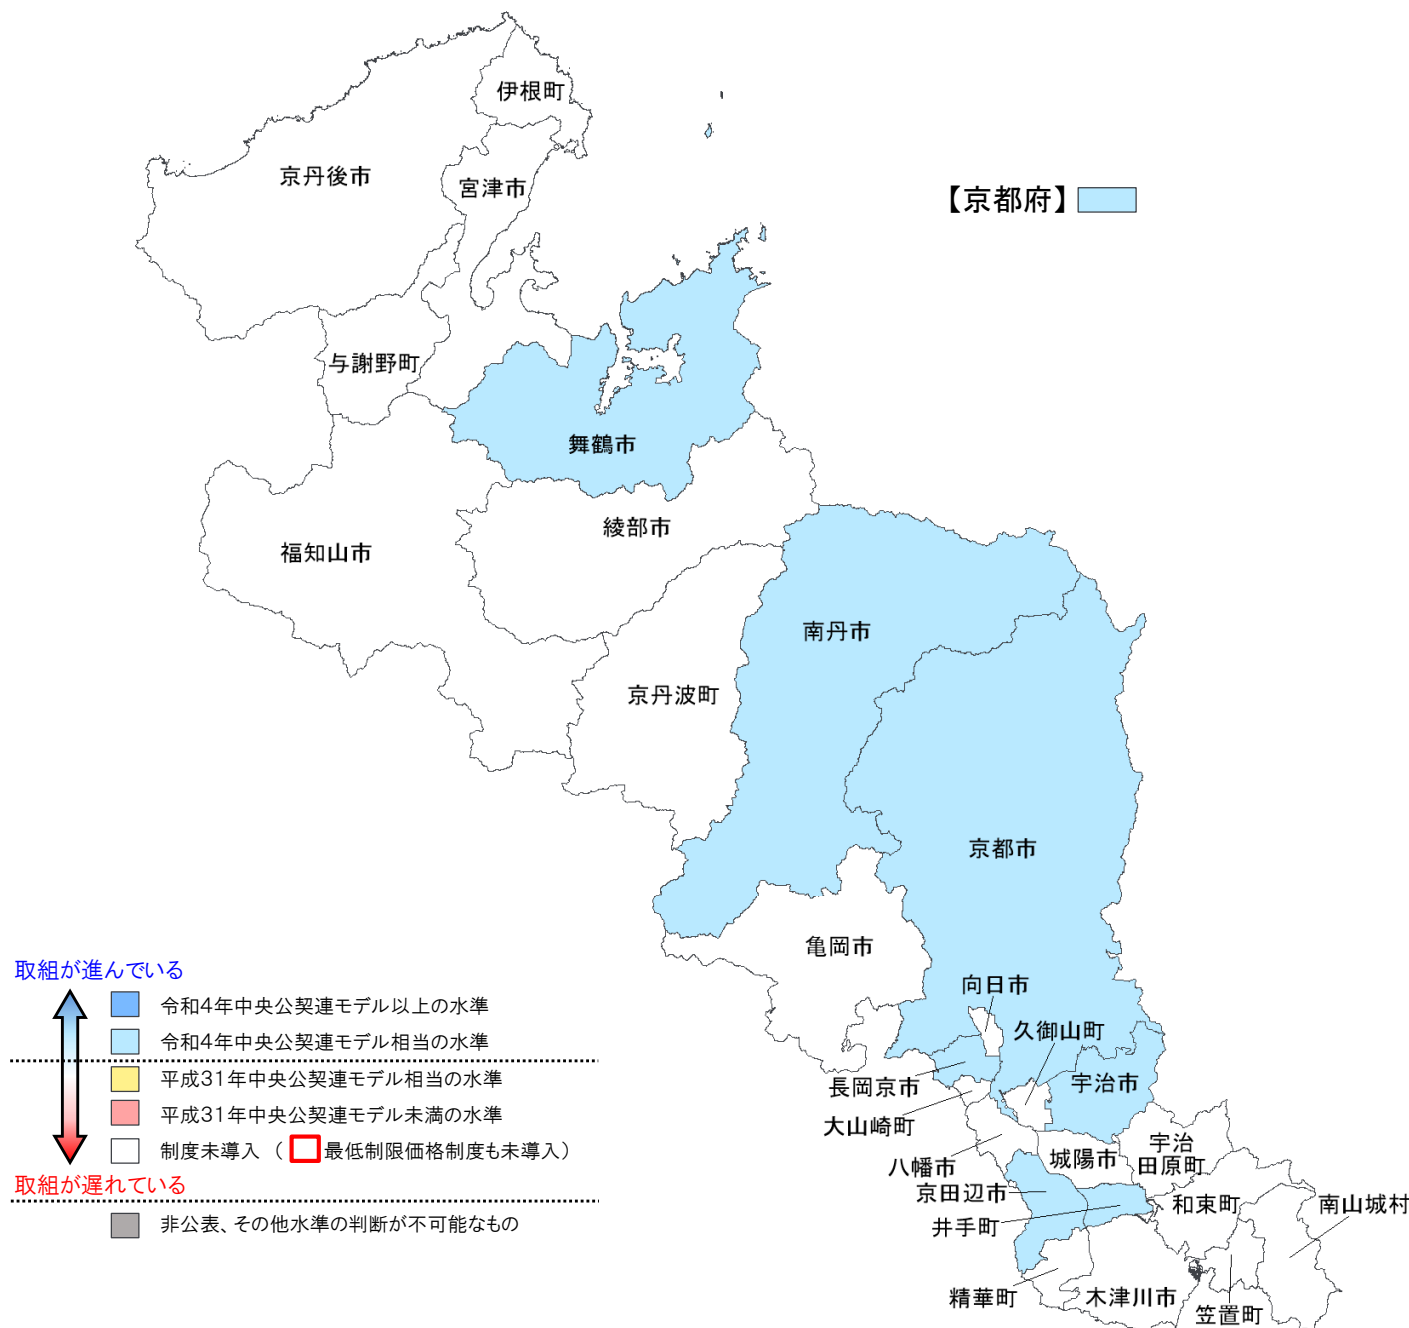 伊根町
京丹後市
宮津市
【京都府】
与謝野町
舞鶴市
綾部市
福知山市
南丹市
京丹波町
京都市
亀岡市
向日市
久御山町
長岡京市
宇治市
大山崎町
八幡市
城陽市
宇治
田原町
京田辺市
井手町
和束町
南山城村
精華町
木津川市
笠置町
取組が進んでいる
令和4年中央公契連モデル以上の水準
令和4年中央公契連モデル相当の水準
平成31年中央公契連モデル相当の水準
平成31年中央公契連モデル未満の水準
制度未導入 （ 最低制限価格制度も未導入）
取組が遅れている
非公表、その他水準の判断が不可能なもの